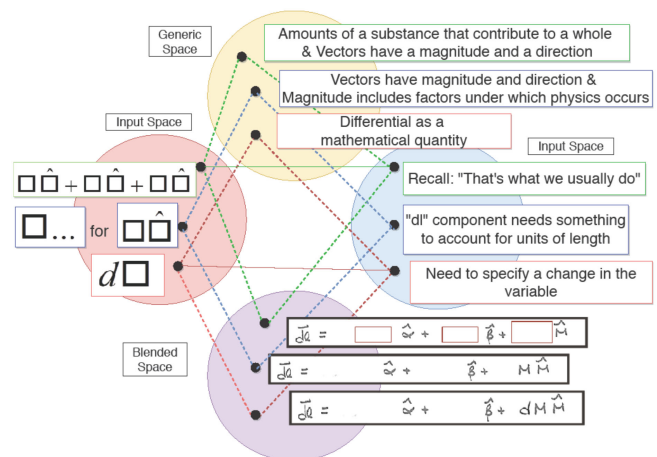 Generic
Space
Amounts of a substance that contribute to a whole
& Vectors have a magnitude and a direction
Vectors have magnitude and direction &
Magnitude includes factors under which physics occurs
Differential as a
mathematical quantity
Input Space
Input Space
□□̂ + □□̂ + □□̂
□... for □□̂
d□
Recall: "That's what we usually do"
"dl" component needs something
to account for units of length
Need to specify a change in the
variable
Blended
Space
= □ α̂ + □ β̂ + □ M̂
= α̂ + β̂ + M M̂
= α̂ + β̂ + d M M̂